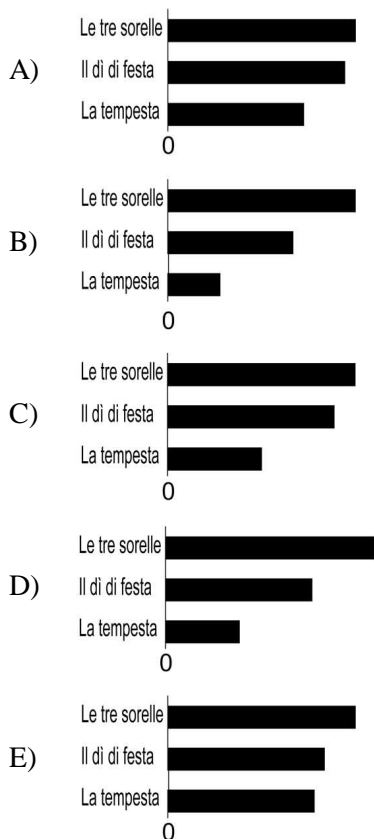 Le tre sorelle
A) Il dì di festa
La tempesta
0
Le tre sorelle
B) Il dì di festa
La tempesta
0
Le tre sorelle
C) Il dì di festa
La tempesta
0
Le tre sorelle
D) Il dì di festa
La tempesta
0
Le tre sorelle
E) Il dì di festa
La tempesta
0